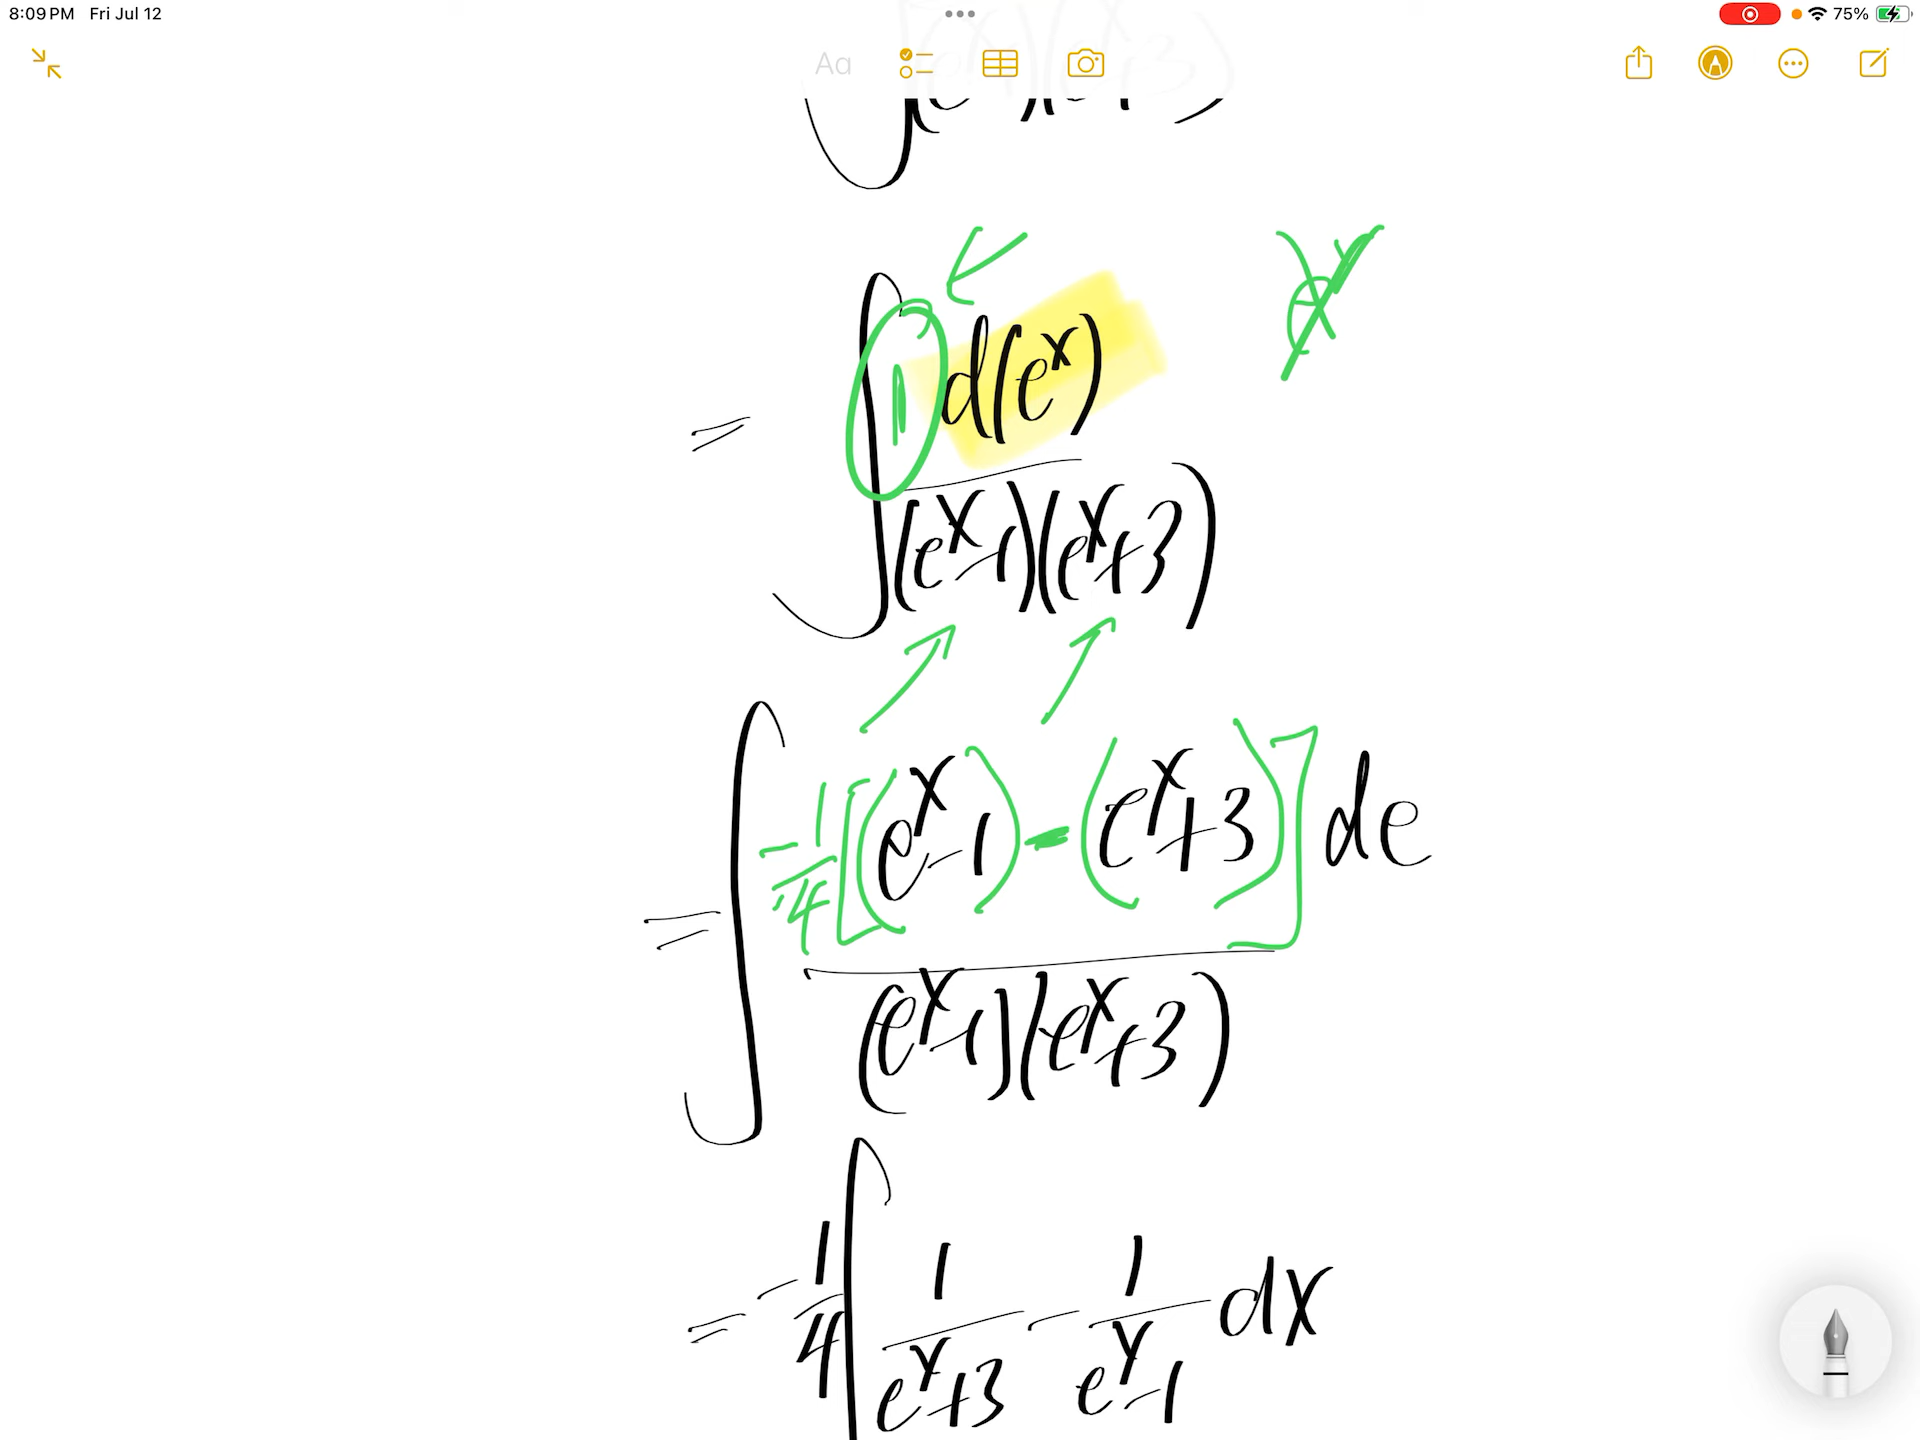 8:09 PM Fri Jul 12 75%
Aa
= ∫ 1 d(e^x) / (e^x-1)(e^x+3)
= ∫ -1/4 [(e^x-1) - (e^x+3)] de / (e^x-1)(e^x+3)
= -1/4 ∫ 1/(e^x+3) - 1/(e^x-1) dx